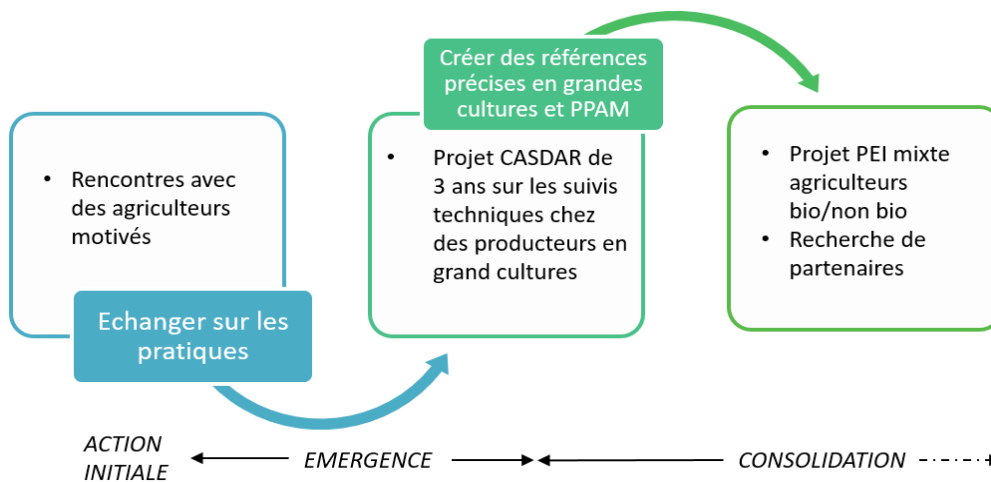 • Rencontres avec
des agriculteurs
motivés
Echanger sur les
pratiques
Créer des références
précises en grandes
cultures et PPAM
• Projet CASDAR de
3 ans sur les suivis
techniques chez
des producteurs en
grand cultures
• Projet PEI mixte
agriculteurs
bio/non bio
• Recherche de
partenaires
ACTION
INITIALE
EMERGENCE
CONSOLIDATION